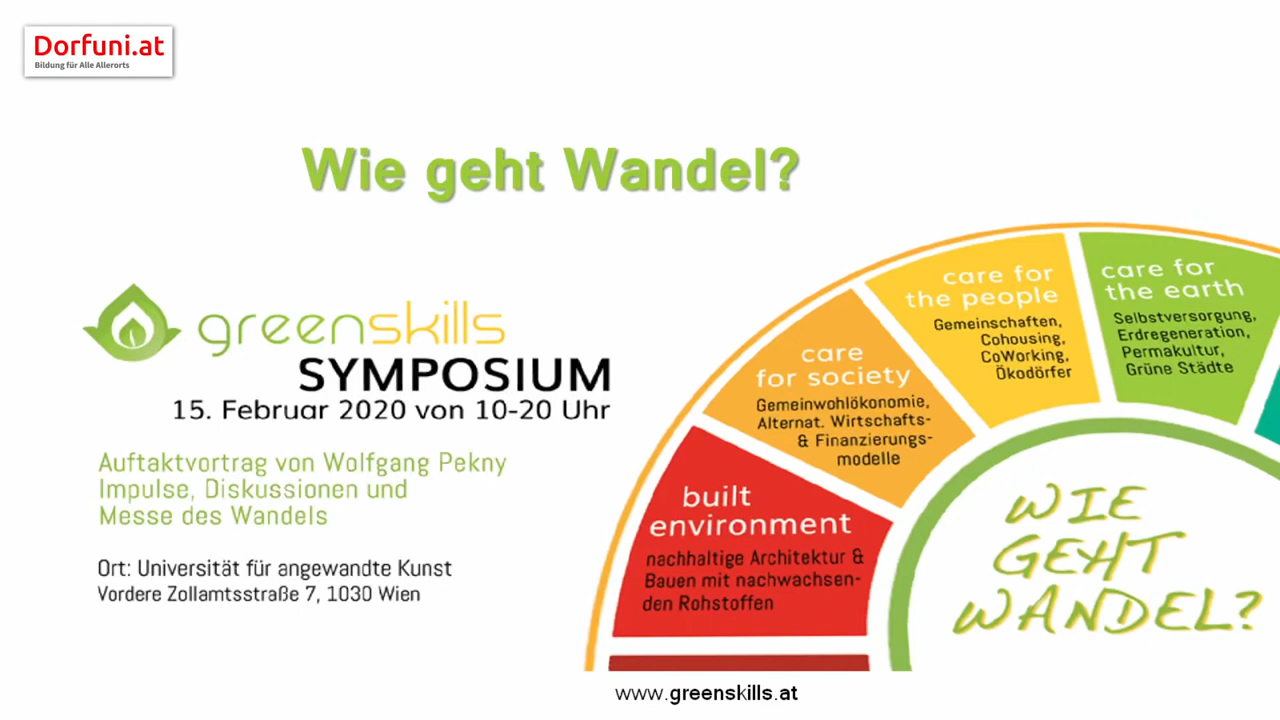 Dorfuni.at
Bildung für Alle Allerorts
Wie geht Wandel?
greenskills
SYMPOSIUM
15. Februar 2020 von 10-20 Uhr
Auftaktvortrag von Wolfgang Pekny
Impulse, Diskussionen und
Messe des Wandels
Ort: Universität für angewandte Kunst
Vordere Zollamtsstraße 7, 1030 Wien
built
environment
nachhaltige Architektur &
Bauen mit nachwachsen-
den Rohstoffen
care
for society
Gemeinwohlökonomie,
Alternat. Wirtschafts-
& Finanzierungs-
modelle
care for
the people
Gemeinschaften,
Cohousing,
CoWorking,
Ökodörfer
care for
the earth
Selbstversorgung,
Erdregeneration,
Permakultur,
Grüne Städte
WIE
GEHT
WANDEL?
www.greenskills.at